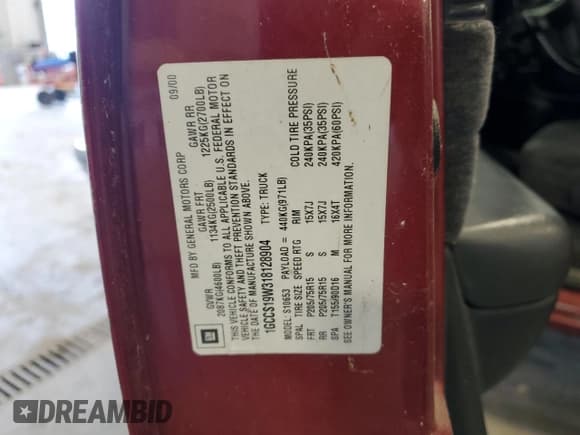 MFD BY GENERAL MOTORS CORP 09/00
GVWR GAWR FRT GAWR RR
2087KG(4600LB) 1134KG(2500LB) 1225KG(2700LB)
THIS VEHICLE CONFORMS TO ALL APPLICABLE U.S. FEDERAL MOTOR
VEHICLE SAFETY AND THEFT PREVENTION STANDARDS IN EFFECT ON
THE DATE OF MANUFACTURE SHOWN ABOVE.
1GCCS19W318128904 TYPE: TRUCK
MODEL: S10653 PAYLOAD = 440KG(971LB)
SPAL TIRE SIZE SPEED RTG RIM COLD TIRE PRESSURE
FRT P205/75R15 S 15X7J 240KPA(35PSI)
RR P205/75R15 S 15X7J 240KPA(35PSI)
SPA T155/90D16 M 16X4T 420KPA(60PSI)
SEE OWNER'S MANUAL FOR MORE INFORMATION.
GM
DREAMBID